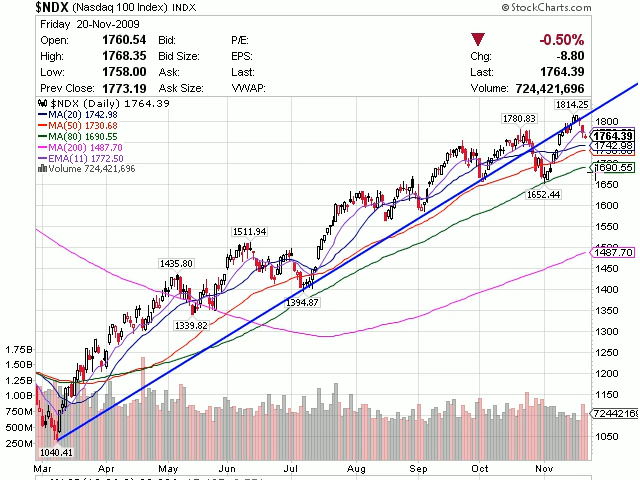 $NDX (Nasdaq 100 Index) INDX
© StockCharts.com
Friday 20-Nov-2009
-0.50%
Open: 1760.54 Bid: P/E:
High: 1768.35 Bid Size: EPS: Chg: -8.80
Low: 1758.00 Ask: Last: Last: 1764.39
Prev Close: 1773.19 Ask Size: VWAP: Volume: 724,421,696
$NDX (Daily) 1764.39
MA(20) 1742.98
MA(50) 1730.68
MA(80) 1690.55
MA(200) 1487.70
EMA(11) 1772.50
Volume 724,421,696
1814.25
1780.83
1800
1764.39
1742.98
1690.55
1652.44
1650
1600
1550
1511.94
1487.70
1450
1435.80
1400
1394.87
1350
1339.82
1300
1250
1200
1150
1100
1050
1.75B
1.50B
1.25B
1.00B
750M
500M
250M
72442169
1040.41
Mar Apr May Jun Jul Aug Sep Oct Nov